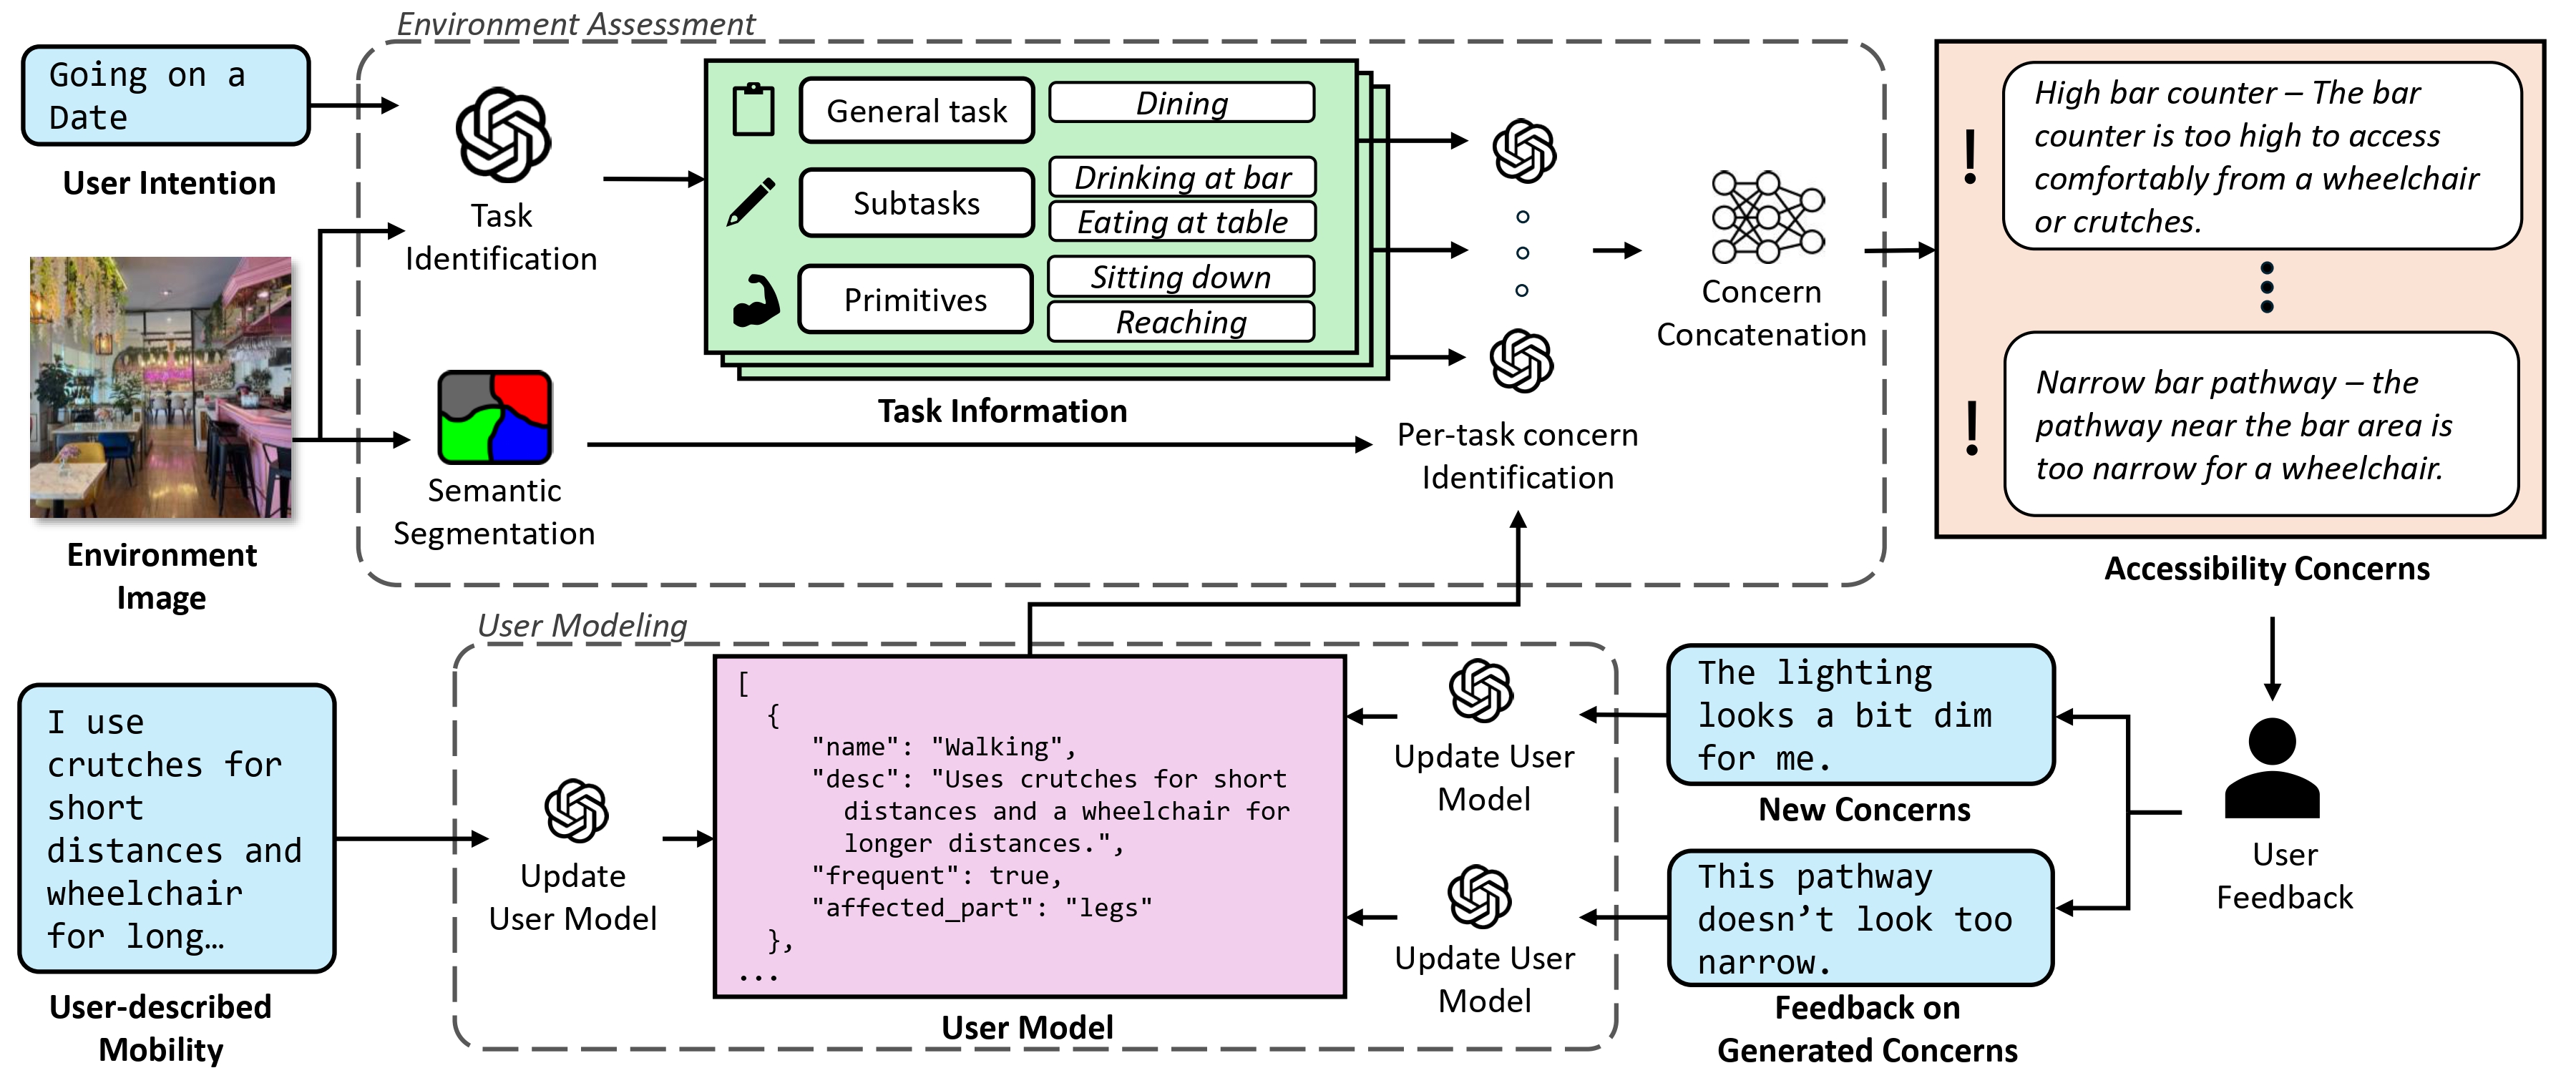 Environment Assessment
Going on a
Date
User Intention
Environment
Image
Task
Identification
Semantic
Segmentation
General task
Dining
Subtasks
Drinking at bar
Eating at table
Primitives
Sitting down
Reaching
Task Information
Per-task concern
Identification
Concern
Concatenation
! High bar counter – The bar
counter is too high to access
comfortably from a wheelchair
or crutches.
! Narrow bar pathway – the
pathway near the bar area is
too narrow for a wheelchair.
Accessibility Concerns
User Modeling
I use
crutches for
short
distances and
wheelchair
for long…
User-described
Mobility
Update
User Model
[
{
"name": "Walking",
"desc": "Uses crutches for short
distances and a wheelchair for
longer distances.",
"frequent": true,
"affected_part": "legs"
},
...
User Model
Update User
Model
Update User
Model
The lighting
looks a bit dim
for me.
New Concerns
This pathway
doesn’t look too
narrow.
Feedback on
Generated Concerns
User
Feedback